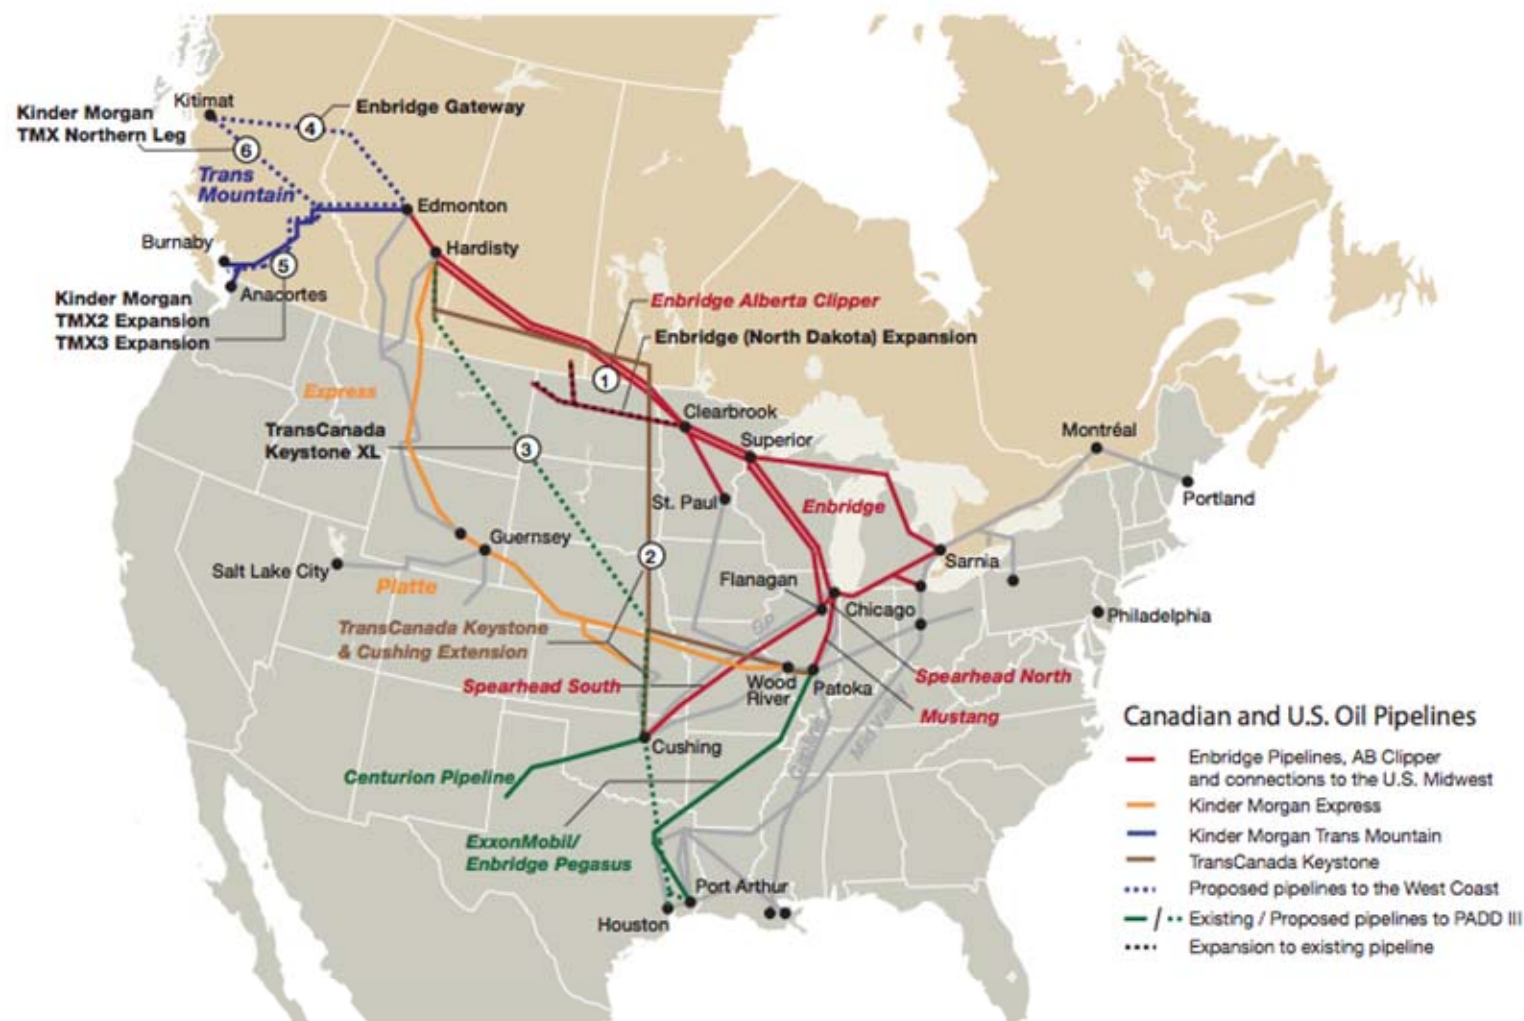 Kitimat
Kinder Morgan
TMX Northern Leg
4
Enbridge Gateway
6
Trans
Mountain
Edmonton
Burnaby
Hardisty
5
Anacortes
Kinder Morgan
TMX2 Expansion
TMX3 Expansion
Enbridge Alberta Clipper
Enbridge (North Dakota) Expansion
1
Express
Clearbrook
TransCanada
Keystone XL
3
Superior
Montréal
St. Paul
Enbridge
Portland
Guernsey
2
Salt Lake City
Sarnia
Platte
Flanagan
Chicago
Philadelphia
TransCanada Keystone
& Cushing Extension
Spearhead South
Wood
River
Patoka
Spearhead North
Mustang
Mid Valley
Cushing
Centurion Pipeline
ExxonMobil/
Enbridge Pegasus
Port Arthur
Houston
Canadian and U.S. Oil Pipelines
Enbridge Pipelines, AB Clipper
and connections to the U.S. Midwest
Kinder Morgan Express
Kinder Morgan Trans Mountain
TransCanada Keystone
Proposed pipelines to the West Coast
Existing / Proposed pipelines to PADD III
Expansion to existing pipeline